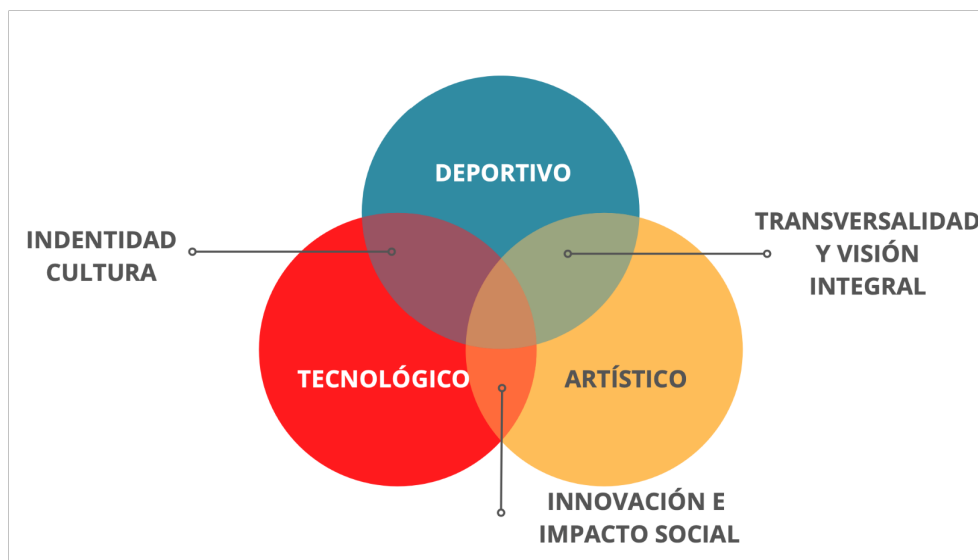 DEPORTIVO
INDENTIDAD
CULTURA
TRANSVERSALIDAD
Y VISIÓN
INTEGRAL
TECNOLÓGICO
ARTÍSTICO
INNOVACIÓN E
IMPACTO SOCIAL